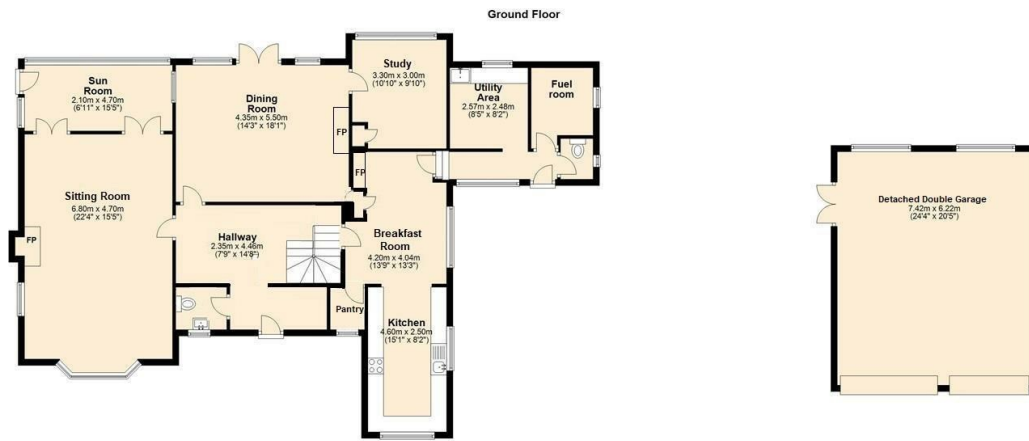 Ground Floor
Sun
Room
2.10m x 4.70m
(6'11" x 15'5")
Dining
Room
4.35m x 5.50m
(14'3" x 18'1")
FP
Study
3.30m x 3.00m
(10'10" x 9'10")
Utility
Area
2.57m x 2.48m
(8'5" x 8'2")
Fuel
room
Sitting Room
6.80m x 4.70m
(22'4" x 15'5")
FP
Hallway
2.35m x 4.46m
(7'9" x 14'8")
FP
Breakfast
Room
4.20m x 4.04m
(13'9" x 13'3")
Pantry
Kitchen
4.60m x 2.50m
(15'1" x 8'2")
Detached Double Garage
7.42m x 6.22m
(24'4" x 20'5")